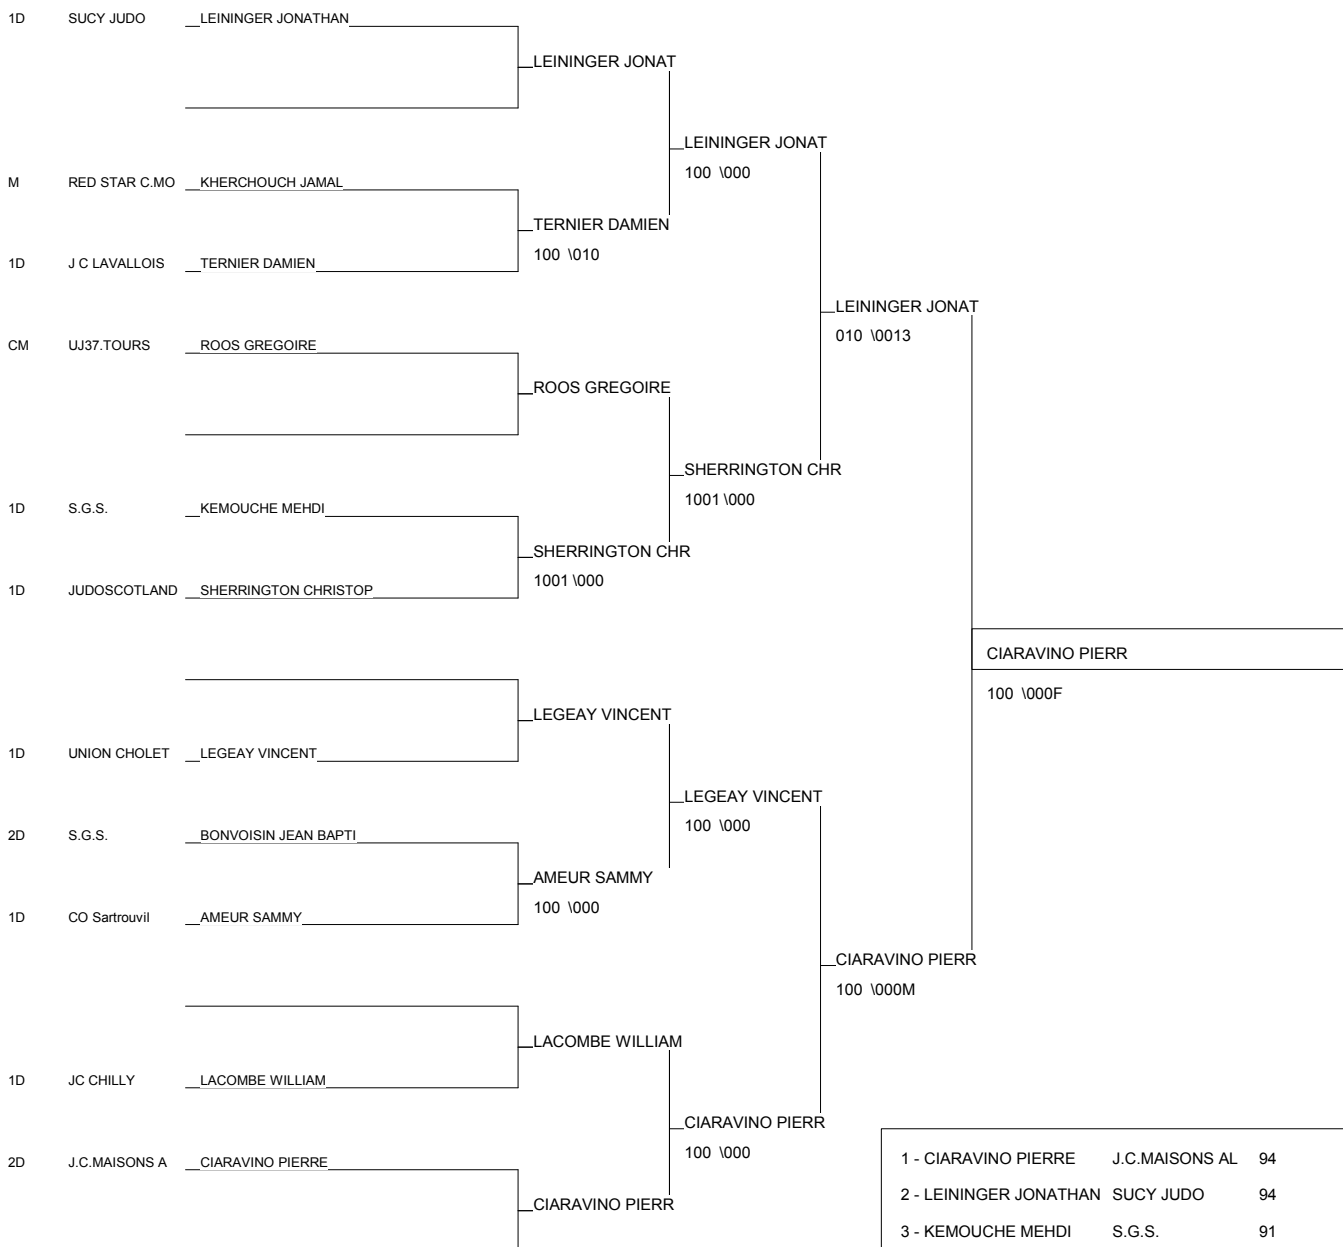 1D SUCY JUDO LEININGER JONATHAN
LEININGER JONAT
LEININGER JONAT
100 \000
M RED STAR C.MO KHERCHOUCH JAMAL
TERNIER DAMIEN
100 \010
1D J C LAVALLOIS TERNIER DAMIEN
LEININGER JONAT
010 \0013
CM UJ37.TOURS ROOS GREGOIRE
ROOS GREGOIRE
SHERRINGTON CHR
1001 \000
1D S.G.S. KEMOUCHE MEHDI
SHERRINGTON CHR
1001 \000
1D JUDOSCOTLAND SHERRINGTON CHRISTOP
CIARAVINO PIERR
100 \000F
LEGEAY VINCENT
1D UNION CHOLET LEGEAY VINCENT
LEGEAY VINCENT
100 \000
2D S.G.S. BONVOISIN JEAN BAPTI
AMEUR SAMMY
100 \000
1D CO Sartrouvil AMEUR SAMMY
CIARAVINO PIERR
100 \000M
LACOMBE WILLIAM
1D JC CHILLY LACOMBE WILLIAM
CIARAVINO PIERR
100 \000
2D J.C.MAISONS A CIARAVINO PIERRE
CIARAVINO PIERR
1 - CIARAVINO PIERRE J.C.MAISONS AL 94
2 - LEININGER JONATHAN SUCY JUDO 94
3 - KEMOUCHE MEHDI S.G.S. 91